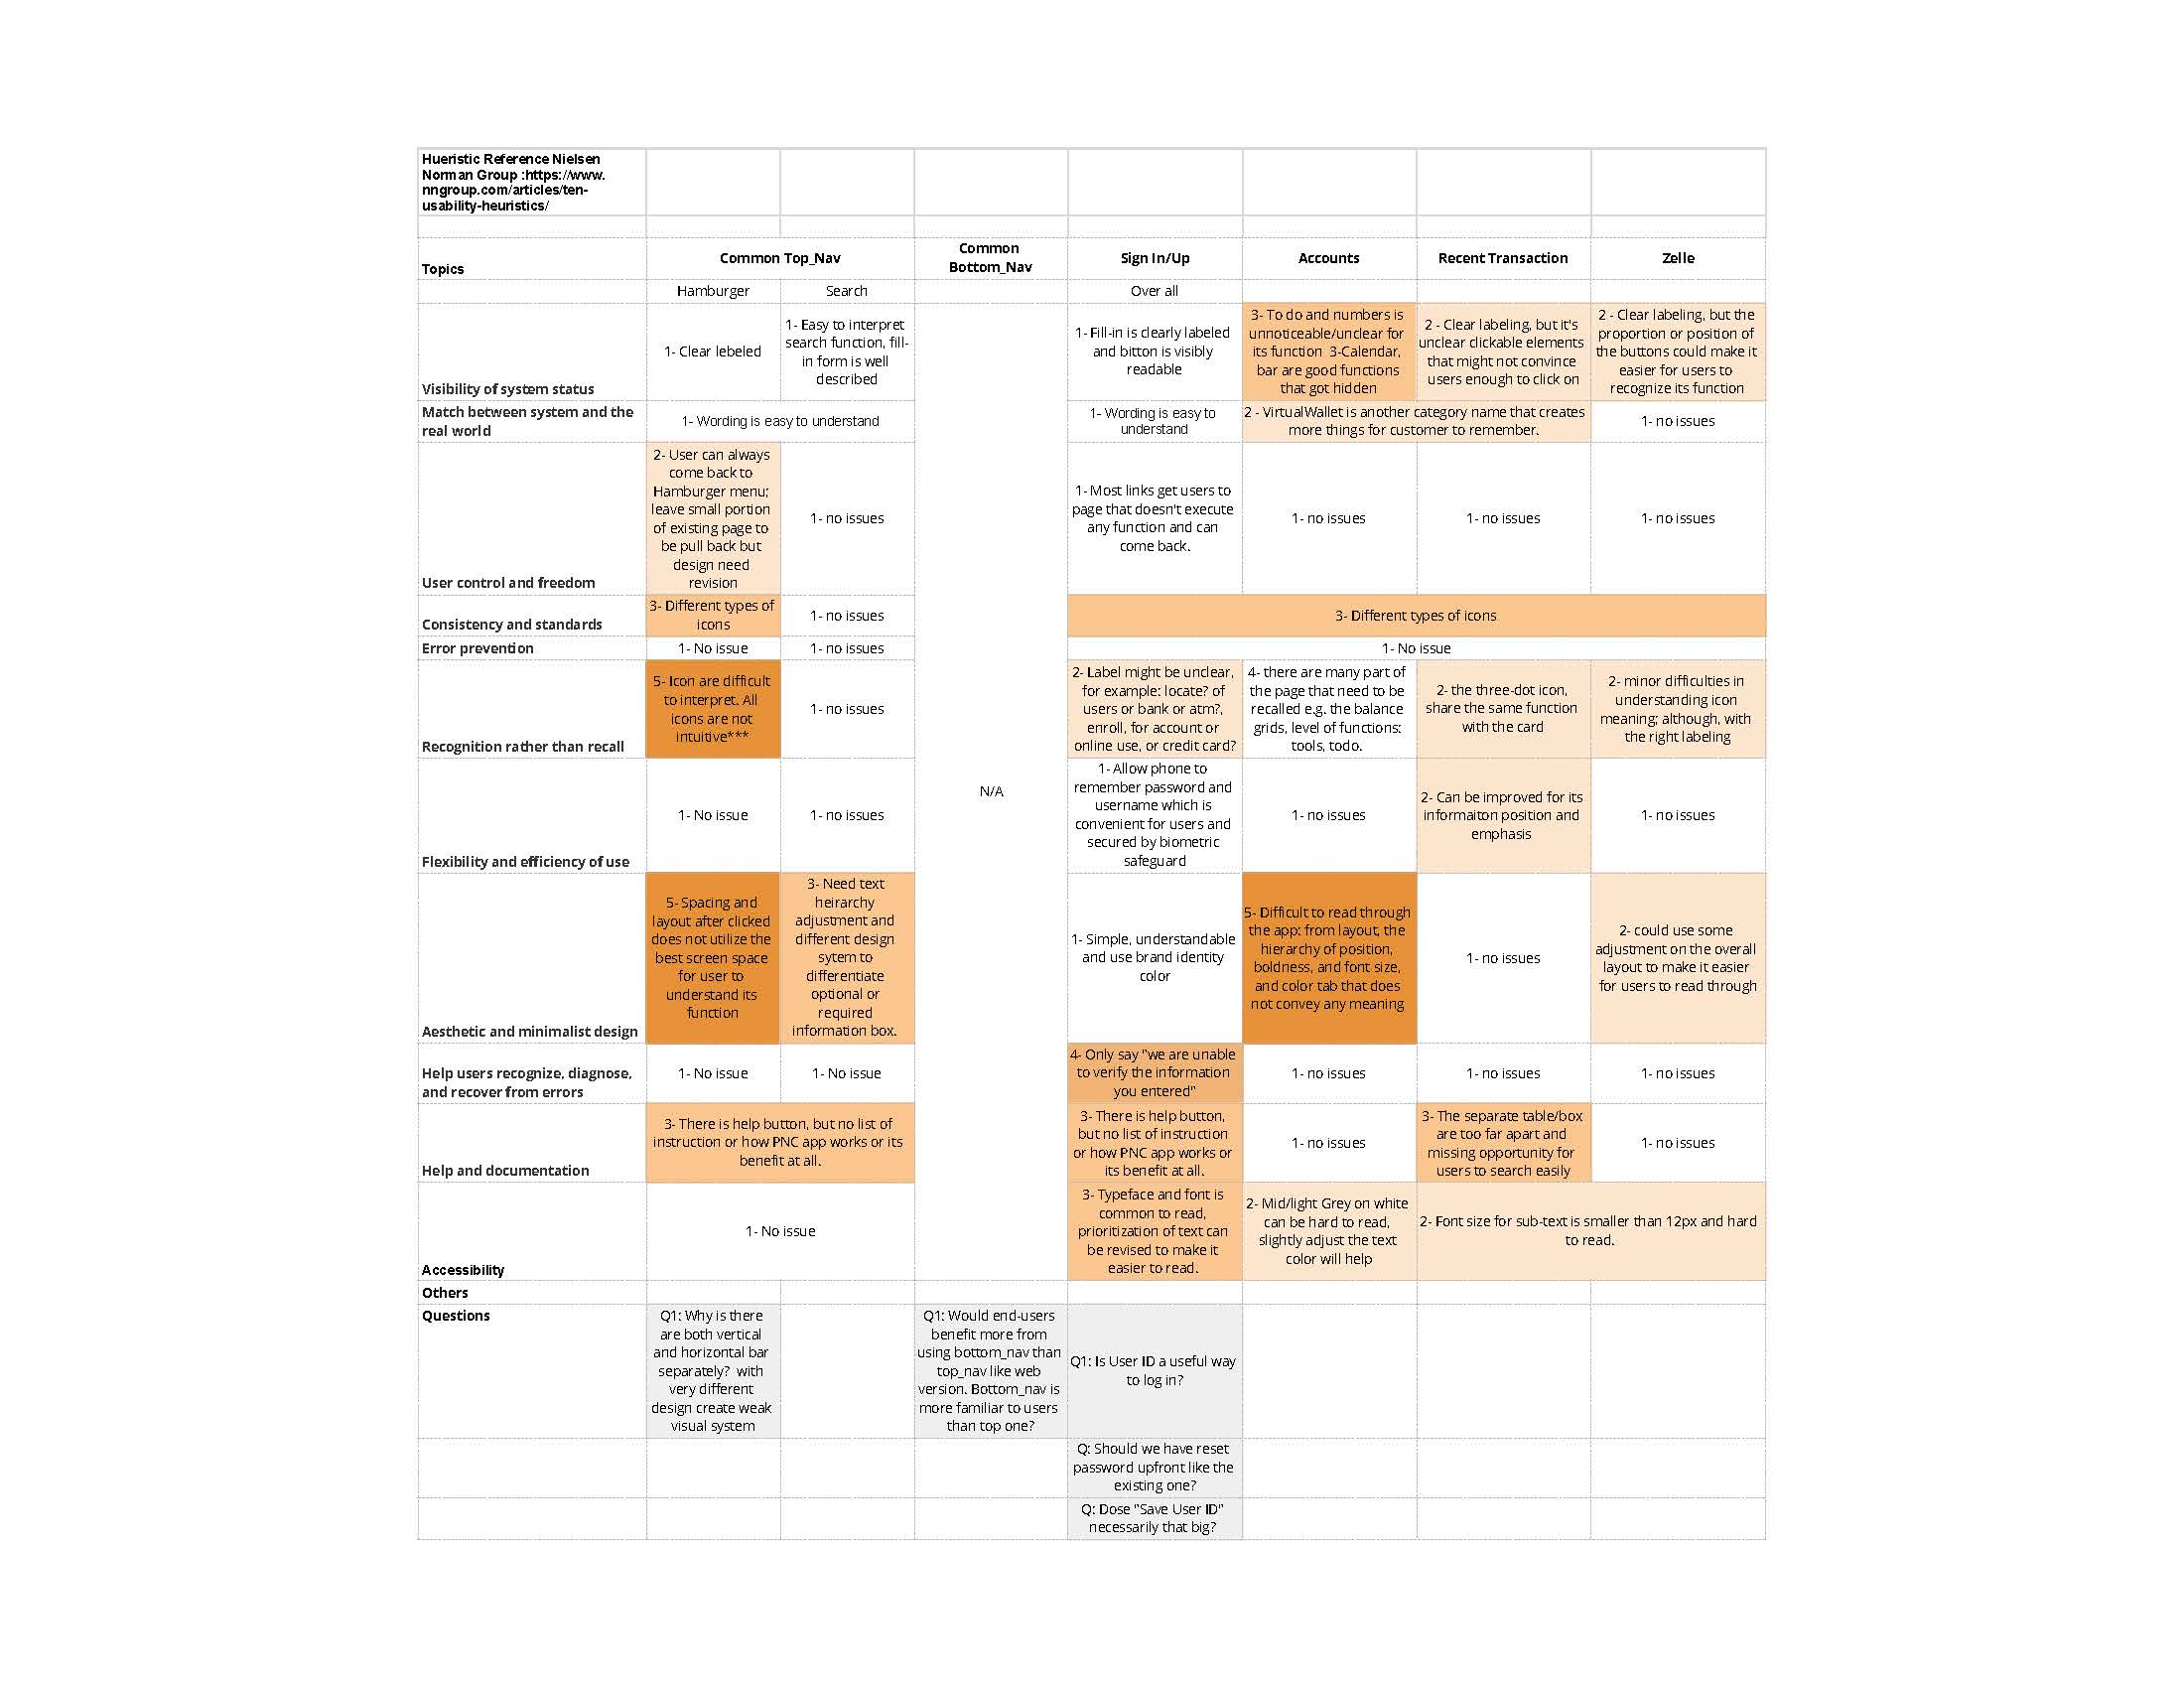 Hueristic Reference Nielsen
Norman Group :https://www.
nngroup.com/articles/ten-
usability-heuristics/
Topics
Common Top_Nav
Common
Bottom_Nav
Sign In/Up
Accounts
Recent Transaction
Zelle
Hamburger
Search
Over all
Visibility of system status
1- Clear lebeled
1- Easy to interpret
search function, fill-
in form is well
described
1- Fill-in is clearly labeled
and bitton is visibly
readable
3- To do and numbers is
unnoticeable/unclear for
its function 3-Calendar,
bar are good functions
that got hidden
2 - Clear labeling, but it's
unclear clickable elements
that might not convince
users enough to click on
2 - Clear labeling, but the
proportion or position of
the buttons could make it
easier for users to
recognize its function
Match between system and the
real world
1- Wording is easy to understand
1- Wording is easy to
understand
2 - VirtualWallet is another category name that creates
more things for customer to remember.
1- no issues
User control and freedom
2- User can always
come back to
Hamburger menu;
leave small portion
of existing page to
be pull back but
design need
revision
1- no issues
1- Most links get users to
page that doesn't execute
any function and can
come back.
1- no issues
1- no issues
1- no issues
Consistency and standards
3- Different types of
icons
1- no issues
3- Different types of icons
Error prevention
1- No issue
1- no issues
1- No issue
Recognition rather than recall
5- Icon are difficult
to interpret. All
icons are not
intuitive***
1- no issues
2- Label might be unclear,
for example: locate? of
users or bank or atm?,
enroll, for account or
online use, or credit card?
4- there are many part of
the page that need to be
recalled e.g. the balance
grids, level of functions:
tools, todo.
2- the three-dot icon,
share the same function
with the card
2- minor difficulties in
understanding icon
meaning; although, with
the right labeling
N/A
Flexibility and efficiency of use
1- No issue
1- no issues
1- Allow phone to
remember password and
username which is
convenient for users and
secured by biometric
safeguard
1- no issues
2- Can be improved for its
informaiton position and
emphasis
1- no issues
Aesthetic and minimalist design
5- Spacing and
layout after clicked
does not utilize the
best screen space
for user to
understand its
function
3- Need text
heirarchy
adjustment and
different design
sytem to
differentiate
optional or
required
information box.
1- Simple, understandable
and use brand identity
color
5- Difficult to read through
the app: from layout, the
hierarchy of position,
boldness, and font size,
and color tab that does
not convey any meaning
1- no issues
2- could use some
adjustment on the overall
layout to make it easier
for users to read through
Help users recognize, diagnose,
and recover from errors
1- No issue
1- No issue
4- Only say "we are unable
to verify the information
you entered"
1- no issues
1- no issues
1- no issues
Help and documentation
3- There is help button, but no list of
instruction or how PNC app works or its
benefit at all.
3- There is help button,
but no list of instruction
or how PNC app works or
its benefit at all.
1- no issues
3- The separate table/box
are too far apart and
missing opportunity for
users to search easily
1- no issues
Accessibility
1- No issue
3- Typeface and font is
common to read,
prioritization of text can
be revised to make it
easier to read.
2- Mid/light Grey on white
can be hard to read,
slightly adjust the text
color will help
2- Font size for sub-text is smaller than 12px and hard
to read.
Others
Questions
Q1: Why is there
are both vertical
and horizontal bar
separately? with
very different
design create weak
visual system
Q1: Would end-users
benefit more from
using bottom_nav than
top_nav like web
version. Bottom_nav is
more familiar to users
than top one?
Q1: Is User ID a useful way
to log in?
Q: Should we have reset
password upfront like the
existing one?
Q: Dose "Save User ID"
necessarily that big?